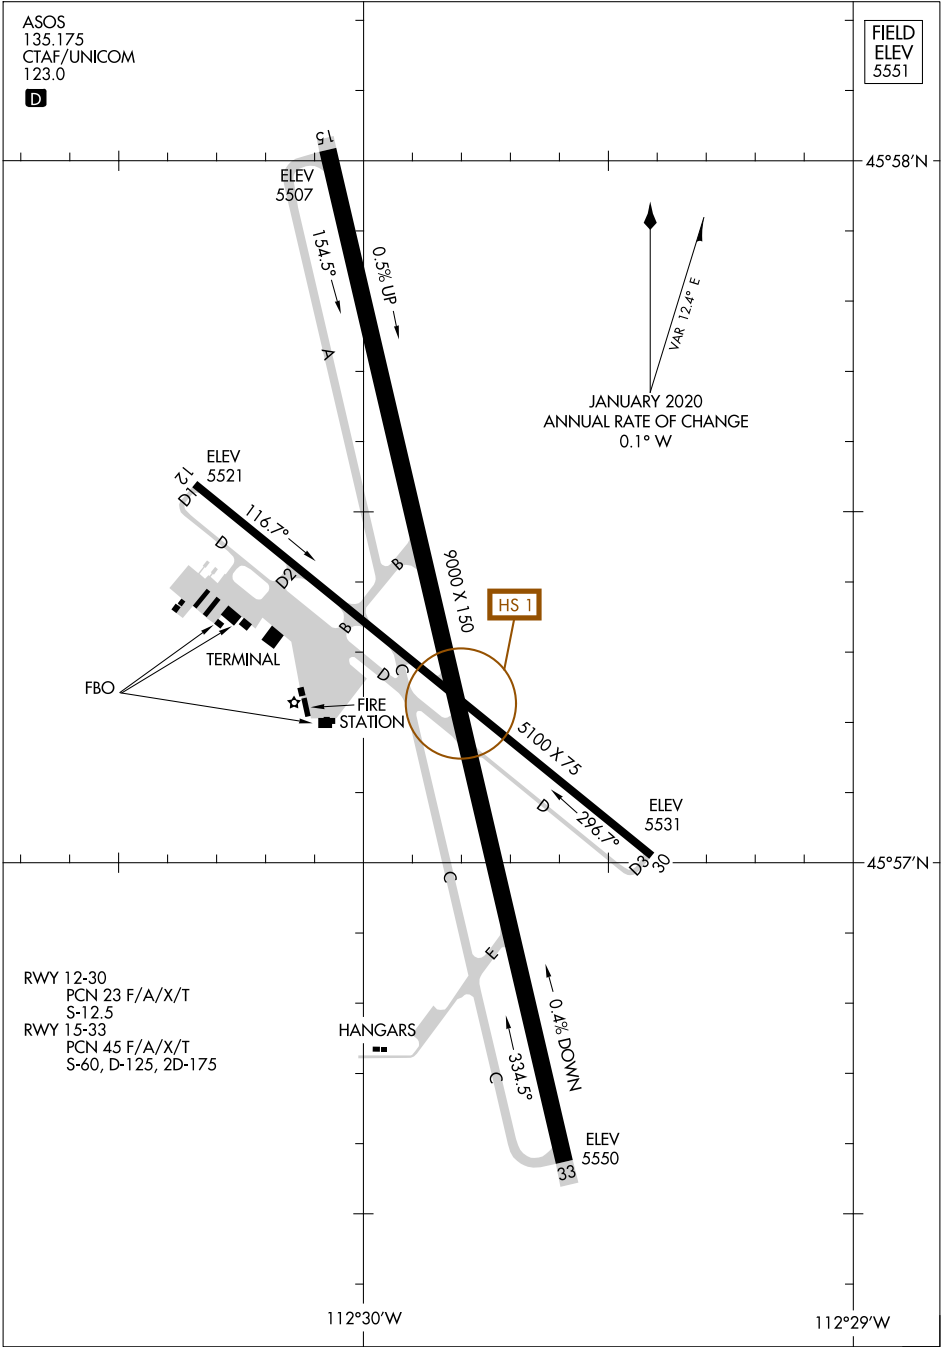 ASOS
135.175
CTAF/UNICOM
123.0
D
FIELD
ELEV
5551
15
45°58'N
ELEV
5507
154.5°
0.5% UP
VAR 12.4° E
A
JANUARY 2020
ANNUAL RATE OF CHANGE
0.1° W
ELEV
5521
12
D1
116.7°
D
D2
B
9000 X 150
HS 1
B
TERMINAL
C
D
FBO
FIRE
STATION
5100 X 75
ELEV
5531
D
296.7°
D3
30
45°57'N
C
E
RWY 12-30
PCN 23 F/A/X/T
S-12.5
RWY 15-33
PCN 45 F/A/X/T
S-60, D-125, 2D-175
HANGARS
0.4% DOWN
334.5°
C
ELEV
5550
33
112°30'W
112°29'W